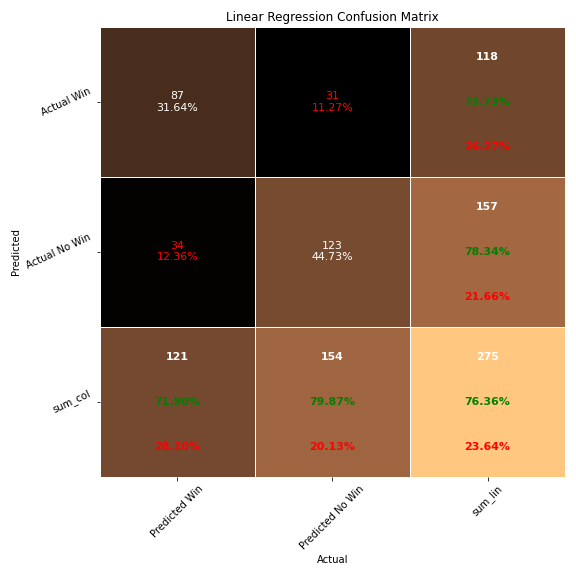 Linear Regression Confusion Matrix
Actual Win
87
31.64%
31
11.27%
118
73.73%
26.27%
Predicted
Actual No Win
34
12.36%
123
44.73%
157
78.34%
21.66%
sum_col
121
71.90%
28.10%
154
79.87%
20.13%
275
76.36%
23.64%
Predicted Win
Predicted No Win
sum_lin
Actual